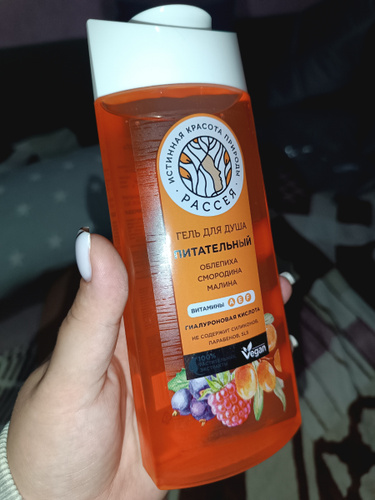 ИСТИННАЯ КРАСОТА ПРИРОДЫ
РАССЕЯ
ГЕЛЬ ДЛЯ ДУША
ПИТАТЕЛЬНЫЙ
ОБЛЕПИХА
СМОРОДИНА
МАЛИНА
ВИТАМИНЫ A E F
ГИАЛУРОНОВАЯ КИСЛОТА
НЕ СОДЕРЖИТ СИЛИКОНОВ,
ПАРАБЕНОВ, SLS
100%
Vegan